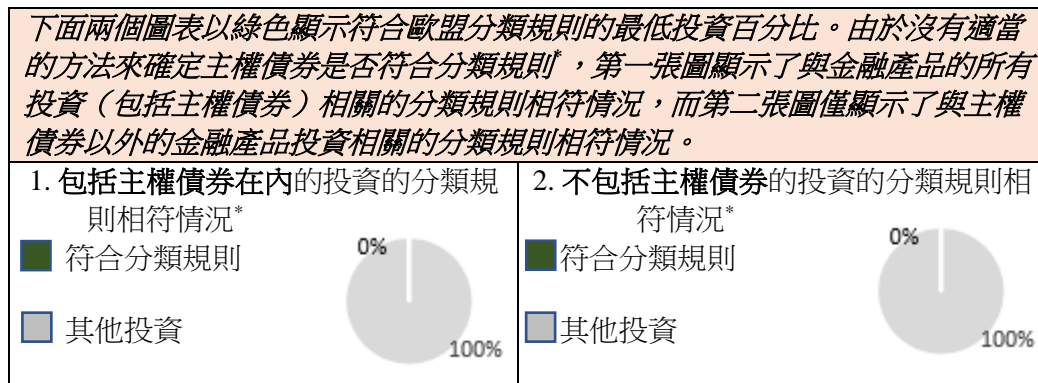 下面兩個圖表以綠色顯示符合歐盟分類規則的最低投資百分比。由於沒有適當
的方法來確定主權債券是否符合分類規則*，第一張圖顯示了與金融產品的所有
投資（包括主權債券）相關的分類規則相符情況，而第二張圖僅顯示了與主權
債券以外的金融產品投資相關的分類規則相符情況。
1. 包括主權債券在內的投資的分類規
則相符情況*
符合分類規則
其他投資
0%
100%
2. 不包括主權債券的投資的分類規則相
符情況*
符合分類規則
其他投資
0%
100%